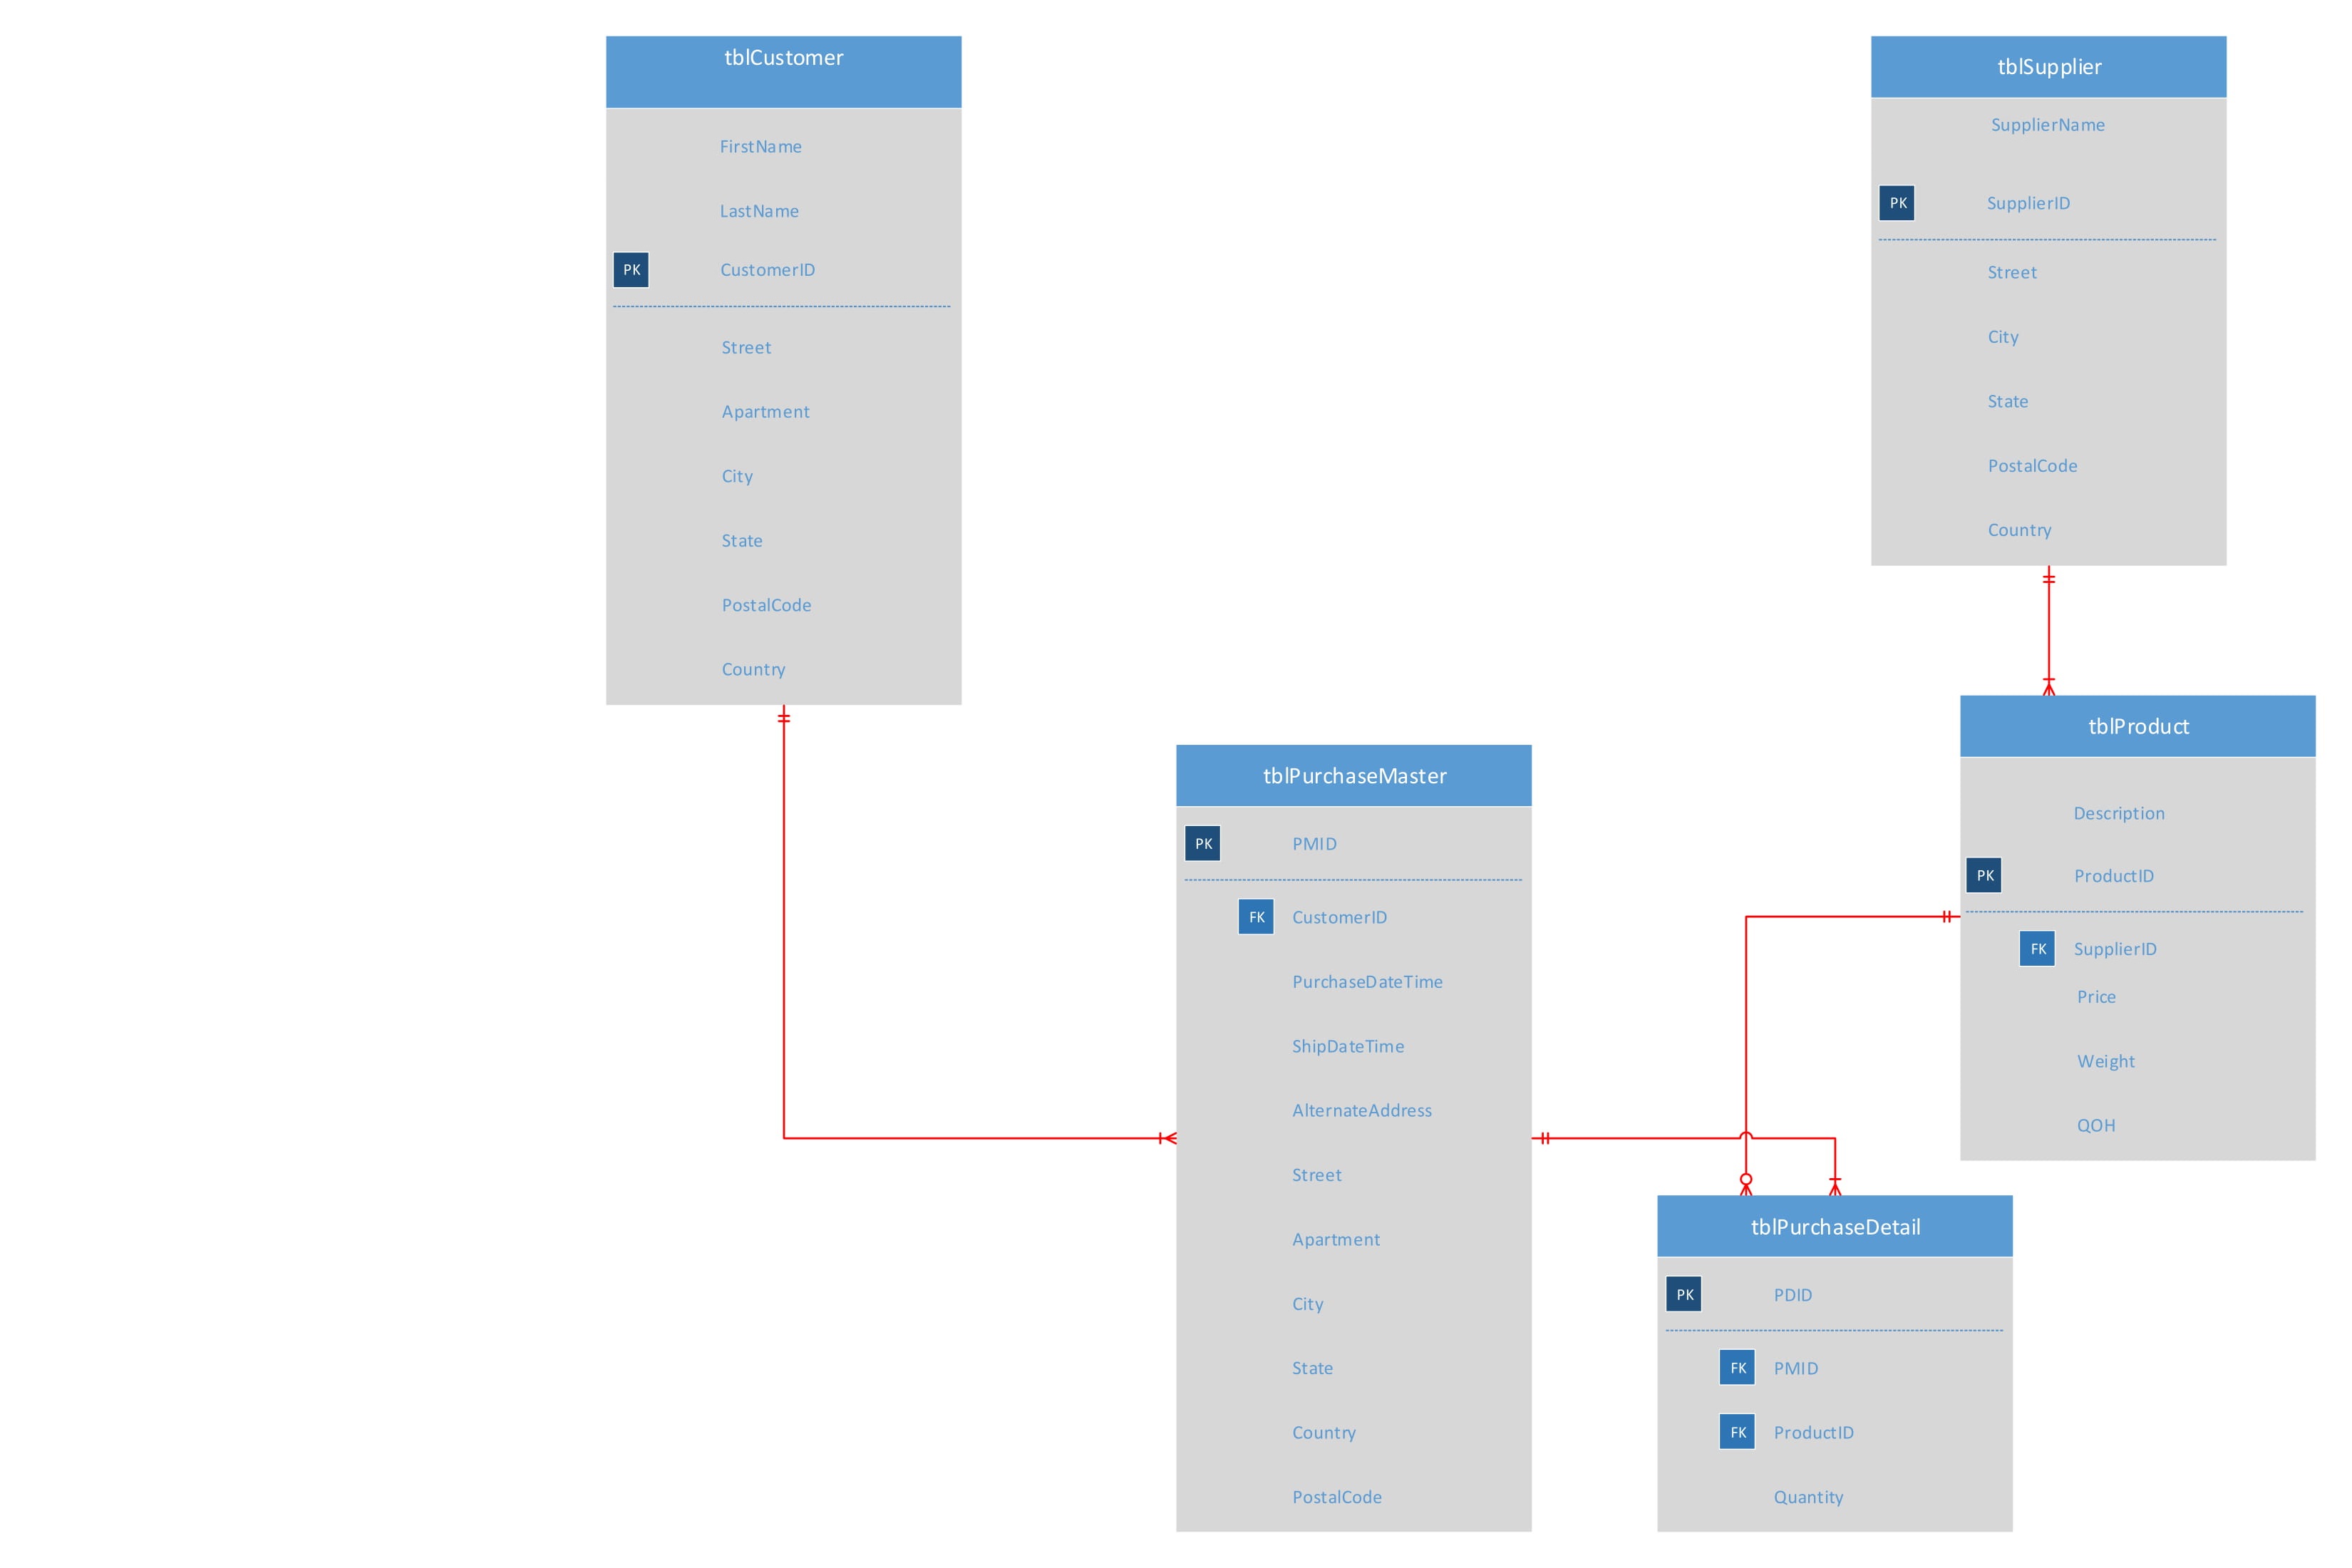 tblCustomer
FirstName
LastName
PK CustomerID
Street
Apartment
City
State
PostalCode
Country
tblSupplier
SupplierName
PK SupplierID
Street
City
State
PostalCode
Country
tblPurchaseMaster
PK PMID
FK CustomerID
PurchaseDateTime
ShipDateTime
AlternateAddress
Street
Apartment
City
State
Country
PostalCode
tblProduct
Description
PK ProductID
FK SupplierID
Price
Weight
QOH
tblPurchaseDetail
PK PDID
FK PMID
FK ProductID
Quantity